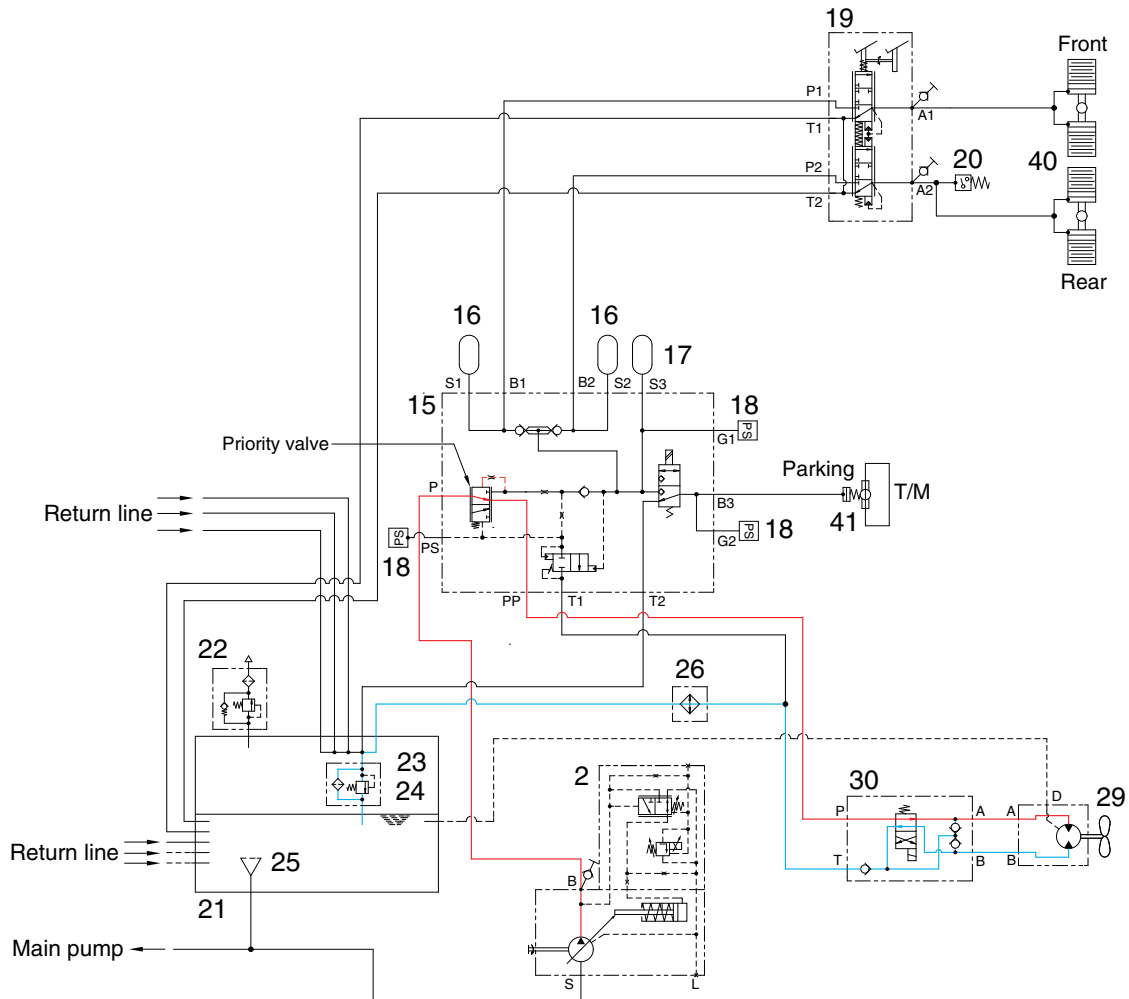 19
Front
P1
A1
T1
P2
20
40
A2
T2
Rear
16
16
17
S1
B1
B2
S2
S3
15
18
PS
G1
Priority valve
P
Parking
T/M
Return line
B3
41
PS
18
G2
PS
18
PS
PP
T1
T2
22
26
23
24
2
30
29
D
P
A
A
Return line
25
B
T
B
B
21
Main pump
S
L